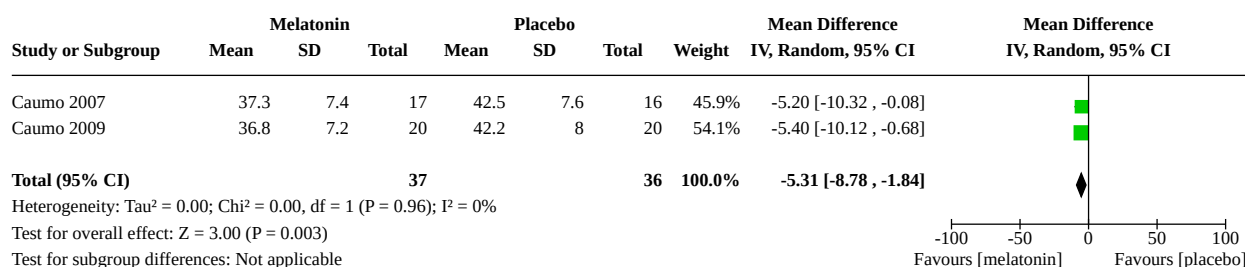 Melatonin Placebo Mean Difference Mean Difference
Study or Subgroup Mean SD Total Mean SD Total Weight IV, Random, 95% CI IV, Random, 95% CI
Caumo 2007 37.3 7.4 17 42.5 7.6 16 45.9% -5.20 [-10.32 , -0.08]
Caumo 2009 36.8 7.2 20 42.2 8 20 54.1% -5.40 [-10.12 , -0.68]
Total (95% CI) 37 36 100.0% -5.31 [-8.78 , -1.84]
Heterogeneity: Tau² = 0.00; Chi² = 0.00, df = 1 (P = 0.96); I² = 0%
Test for overall effect: Z = 3.00 (P = 0.003)
-100 -50 0 50 100
Test for subgroup differences: Not applicable Favours [melatonin] Favours [placebo]